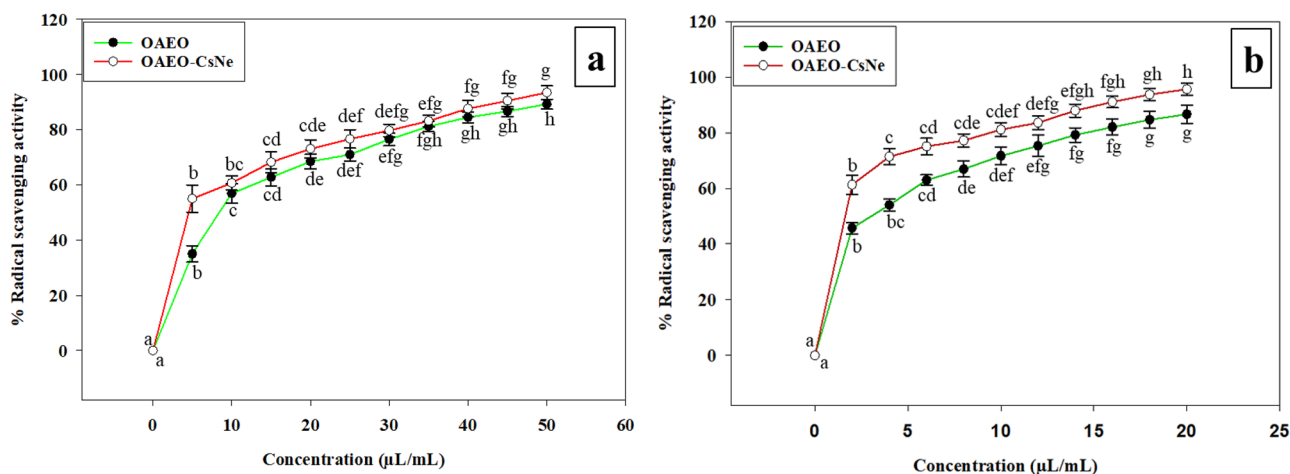 120
100
80
60
40
20
0
% Radical scavenging activity
OAEO
OAEO-CsNe
a
a
a
b
bc
cd
cde
def
defg
efg
fg
fg
g
b
c
cd
de
def
efg
fgh
gh
gh
h
0 10 20 30 40 50 60
Concentration (µL/mL)
120
100
80
60
40
20
0
% Radical scavenging activity
OAEO
OAEO-CsNe
b
a
a
b
c
cd
cde
cdef
defg
efgh
fgh
gh
h
b
bc
cd
de
def
efg
fg
fg
g
g
0 5 10 15 20 25
Concentration (µL/mL)